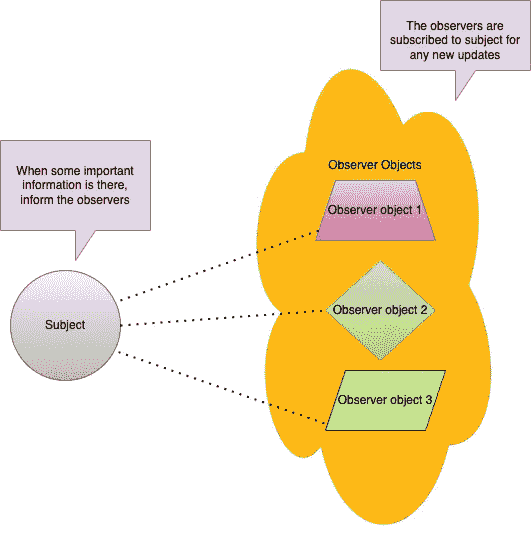 The observers are
subscribed to subject for
any new updates
When some important
information is there,
inform the observers
Observer Objects
Observer object 1
Subject
Observer object 2
Observer object 3